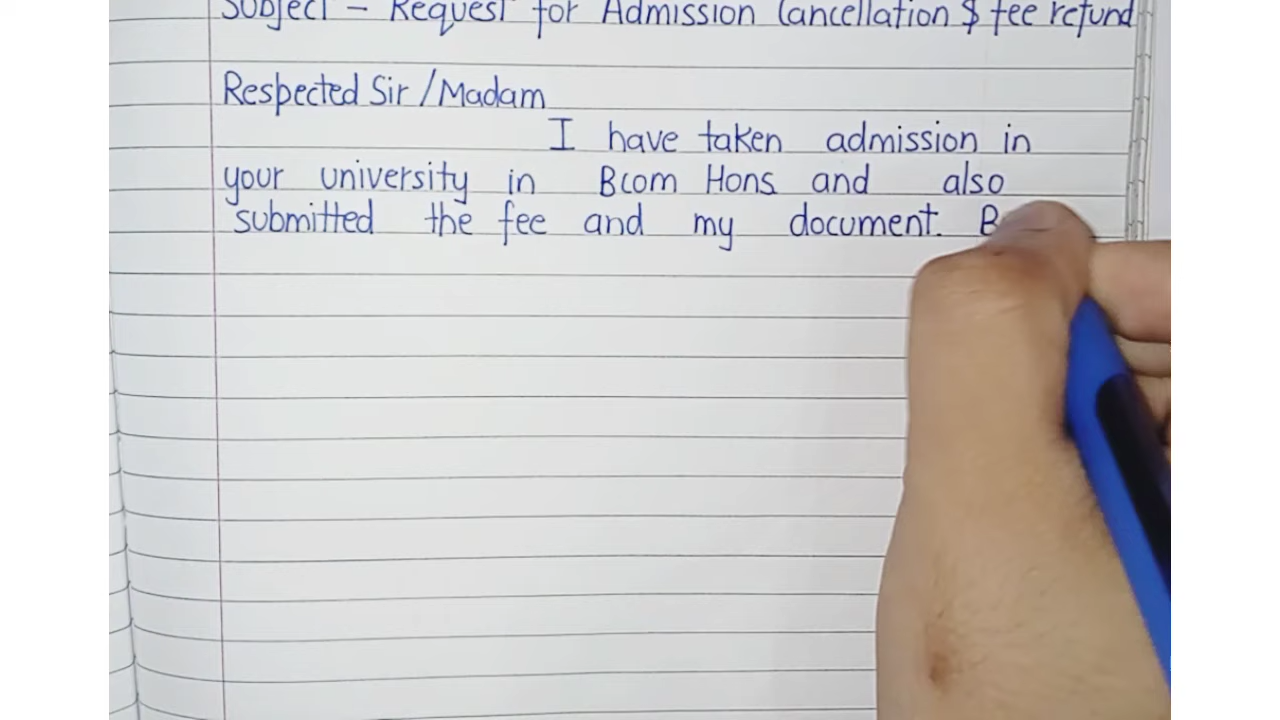 Subject - Request for Admission Cancellation $ fee refund
Respected Sir/Madam
I have taken admission in
your university in Bcom Hons and also
submitted the fee and my document.